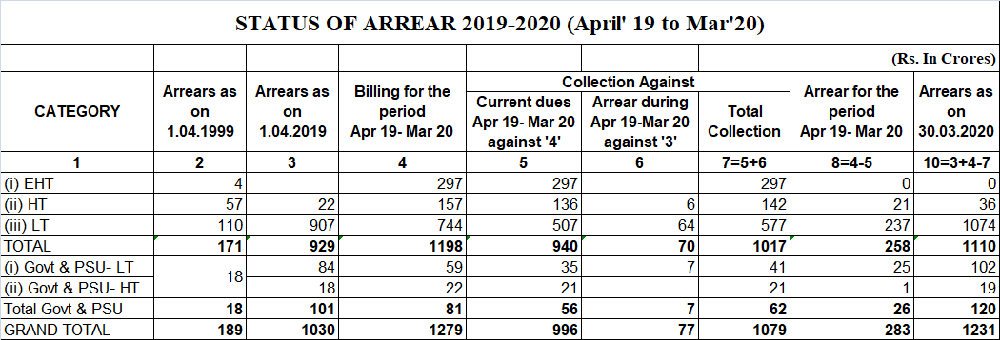 STATUS OF ARREAR 2019-2020 (April' 19 to Mar'20)
(Rs. In Crores)
CATEGORY Arrears as on 1.04.1999 Arrears as on 1.04.2019 Billing for the period Apr 19- Mar 20 Collection Against Arrear for the period Apr 19- Mar 20 Arrears as on 30.03.2020
Current dues Apr 19- Mar 20 against '4' Arrear during Apr 19-Mar 20 against '3' Total Collection
1 2 3 4 5 6 7=5+6 8=4-5 10=3+4-7
(i) EHT 4 297 297 297 0 0
(ii) HT 57 22 157 136 6 142 21 36
(iii) LT 110 907 744 507 64 577 237 1074
TOTAL 171 929 1198 940 70 1017 258 1110
(i) Govt & PSU- LT 18 84 59 35 7 41 25 102
(ii) Govt & PSU- HT 18 22 21 21 1 19
Total Govt & PSU 18 101 81 56 7 62 26 120
GRAND TOTAL 189 1030 1279 996 77 1079 283 1231